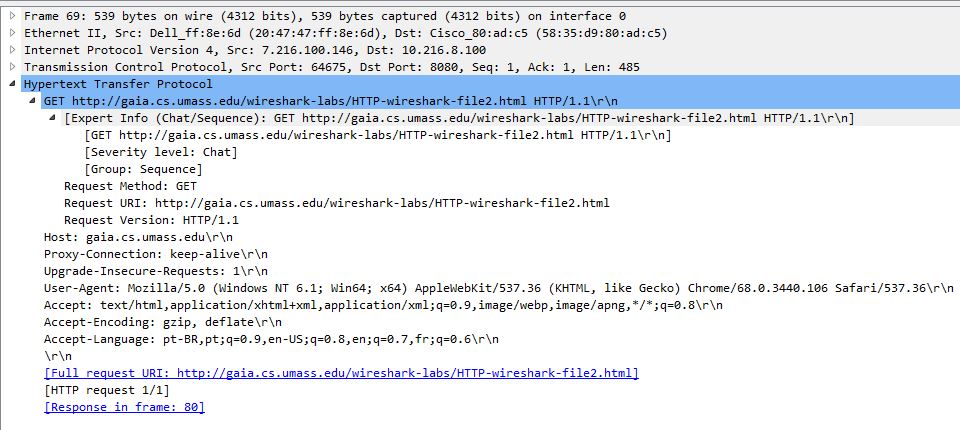 Frame 69: 539 bytes on wire (4312 bits), 539 bytes captured (4312 bits) on interface 0
Ethernet II, Src: Dell_ff:8e:6d (20:47:47:ff:8e:6d), Dst: Cisco_80:ad:c5 (58:35:d9:80:ad:c5)
Internet Protocol Version 4, Src: 7.216.100.146, Dst: 10.216.8.100
Transmission Control Protocol, Src Port: 64675, Dst Port: 8080, Seq: 1, Ack: 1, Len: 485
Hypertext Transfer Protocol
GET http://gaia.cs.umass.edu/wireshark-labs/HTTP-wireshark-file2.html HTTP/1.1\r\n
[Expert Info (Chat/Sequence): GET http://gaia.cs.umass.edu/wireshark-labs/HTTP-wireshark-file2.html HTTP/1.1\r\n]
[GET http://gaia.cs.umass.edu/wireshark-labs/HTTP-wireshark-file2.html HTTP/1.1\r\n]
[Severity level: Chat]
[Group: Sequence]
Request Method: GET
Request URI: http://gaia.cs.umass.edu/wireshark-labs/HTTP-wireshark-file2.html
Request Version: HTTP/1.1
Host: gaia.cs.umass.edu\r\n
Proxy-Connection: keep-alive\r\n
Upgrade-Insecure-Requests: 1\r\n
User-Agent: Mozilla/5.0 (Windows NT 6.1; Win64; x64) AppleWebKit/537.36 (KHTML, like Gecko) Chrome/68.0.3440.106 Safari/537.36\r\n
Accept: text/html,application/xhtml+xml,application/xml;q=0.9,image/webp,image/apng,*/*;q=0.8\r\n
Accept-Encoding: gzip, deflate\r\n
Accept-Language: pt-BR,pt;q=0.9,en-US;q=0.8,en;q=0.7,fr;q=0.6\r\n
\r\n
[Full request URI: http://gaia.cs.umass.edu/wireshark-labs/HTTP-wireshark-file2.html]
[HTTP request 1/1]
[Response in frame: 80]